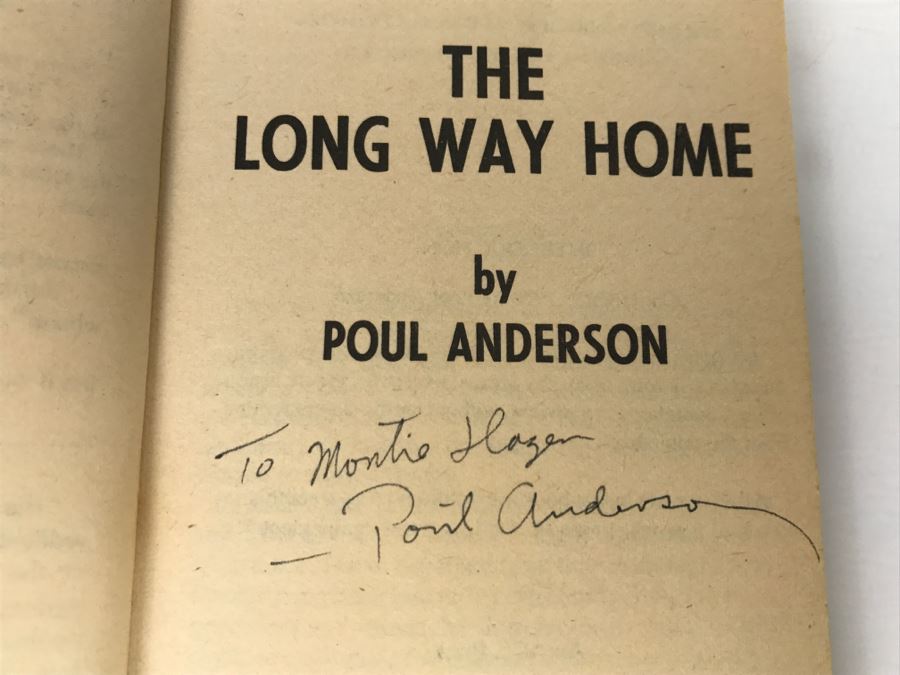 THE
LONG WAY HOME
by
POUL ANDERSON
To Montie Hagen
— Poul Anderson